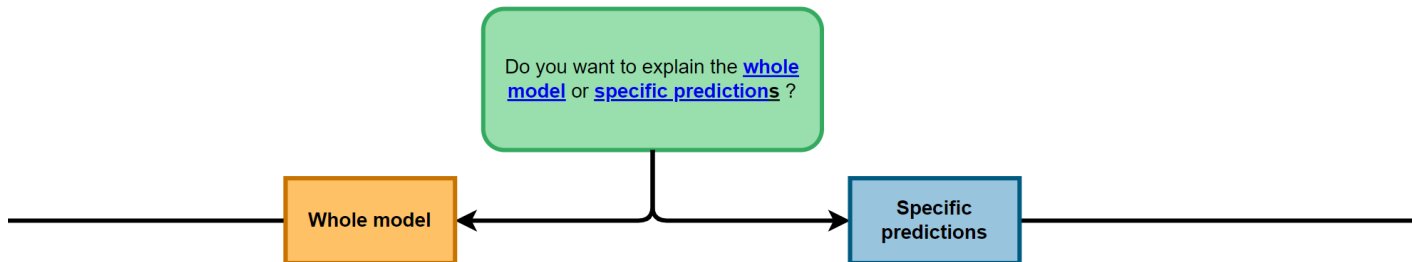 Do you want to explain the whole
model or specific predictions ?
Whole model
Specific
predictions